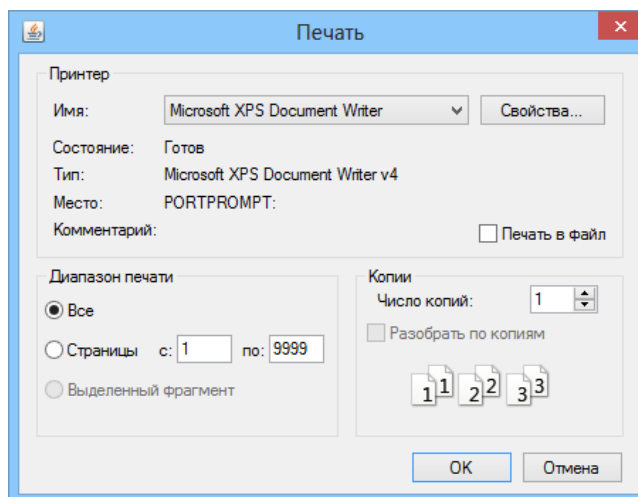 Печать
Принтер
Имя: Microsoft XPS Document Writer Свойства...
Состояние: Готов
Тип: Microsoft XPS Document Writer v4
Место: PORTPROMPT:
Комментарий: Печать в файл
Диапазон печати
Все
Страницы с: 1 по: 9999
Выделенный фрагмент
Копии
Число копий: 1
Разобрать по копиям
1 1 2 2 3 3
OK Отмена